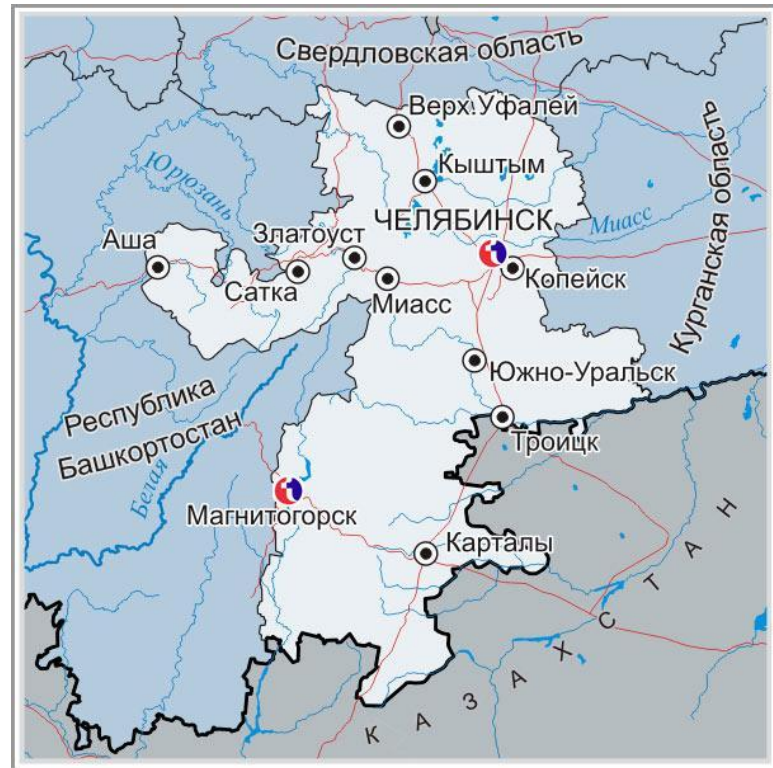 Свердловская область
Верх.Уфалей
Кыштым
Юрюзань
ЧЕЛЯБИНСК
Миасс
Курганская область
Аша
Златоуст
Сатка
Миасс
Копейск
Южно-Уральск
Республика
Башкортостан
Троицк
Белая
Магнитогорск
Карталы
КАЗАХСТАН